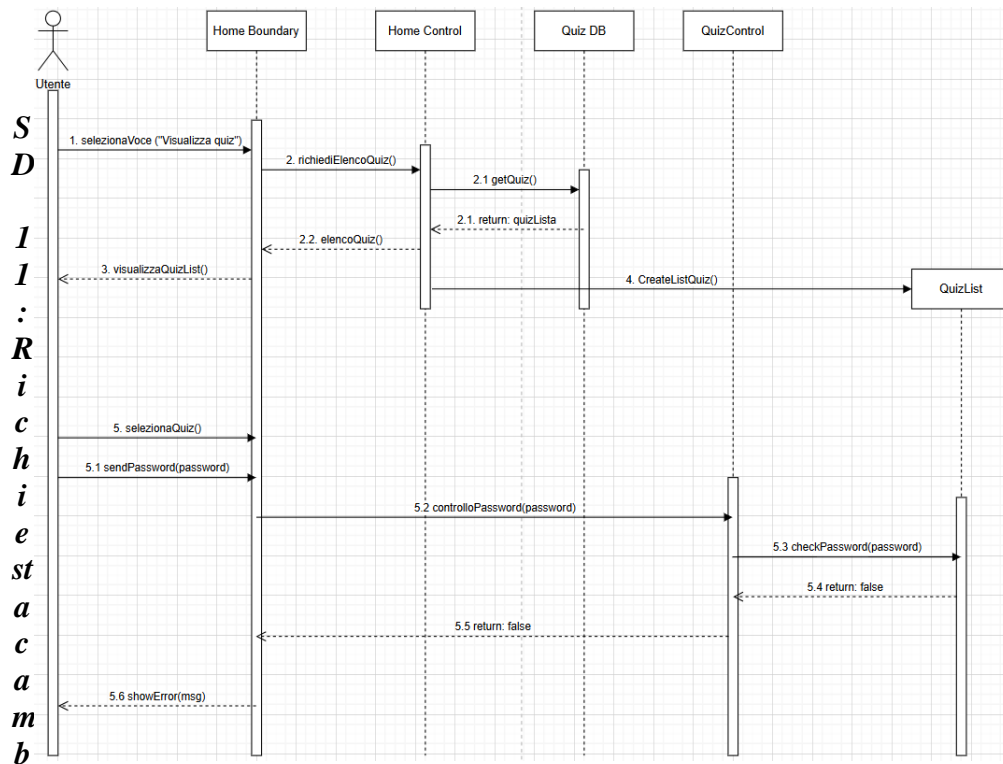 Home Boundary
Home Control
Quiz DB
QuizControl
Utente
1. selezionaVoce ("Visualizza quiz")
2. richiediElencoQuiz()
2.1 getQuiz()
2.1. return: quizLista
2.2. elencoQuiz()
3. visualizzaQuizList()
4. CreateListQuiz()
QuizList
5. selezionaQuiz()
5.1 sendPassword(password)
5.2 controlloPassword(password)
5.3 checkPassword(password)
5.4 return: false
5.5 return: false
5.6 showError(msg)
S
D
1
1
:
R
i
c
h
i
e
st
a
c
a
m
b